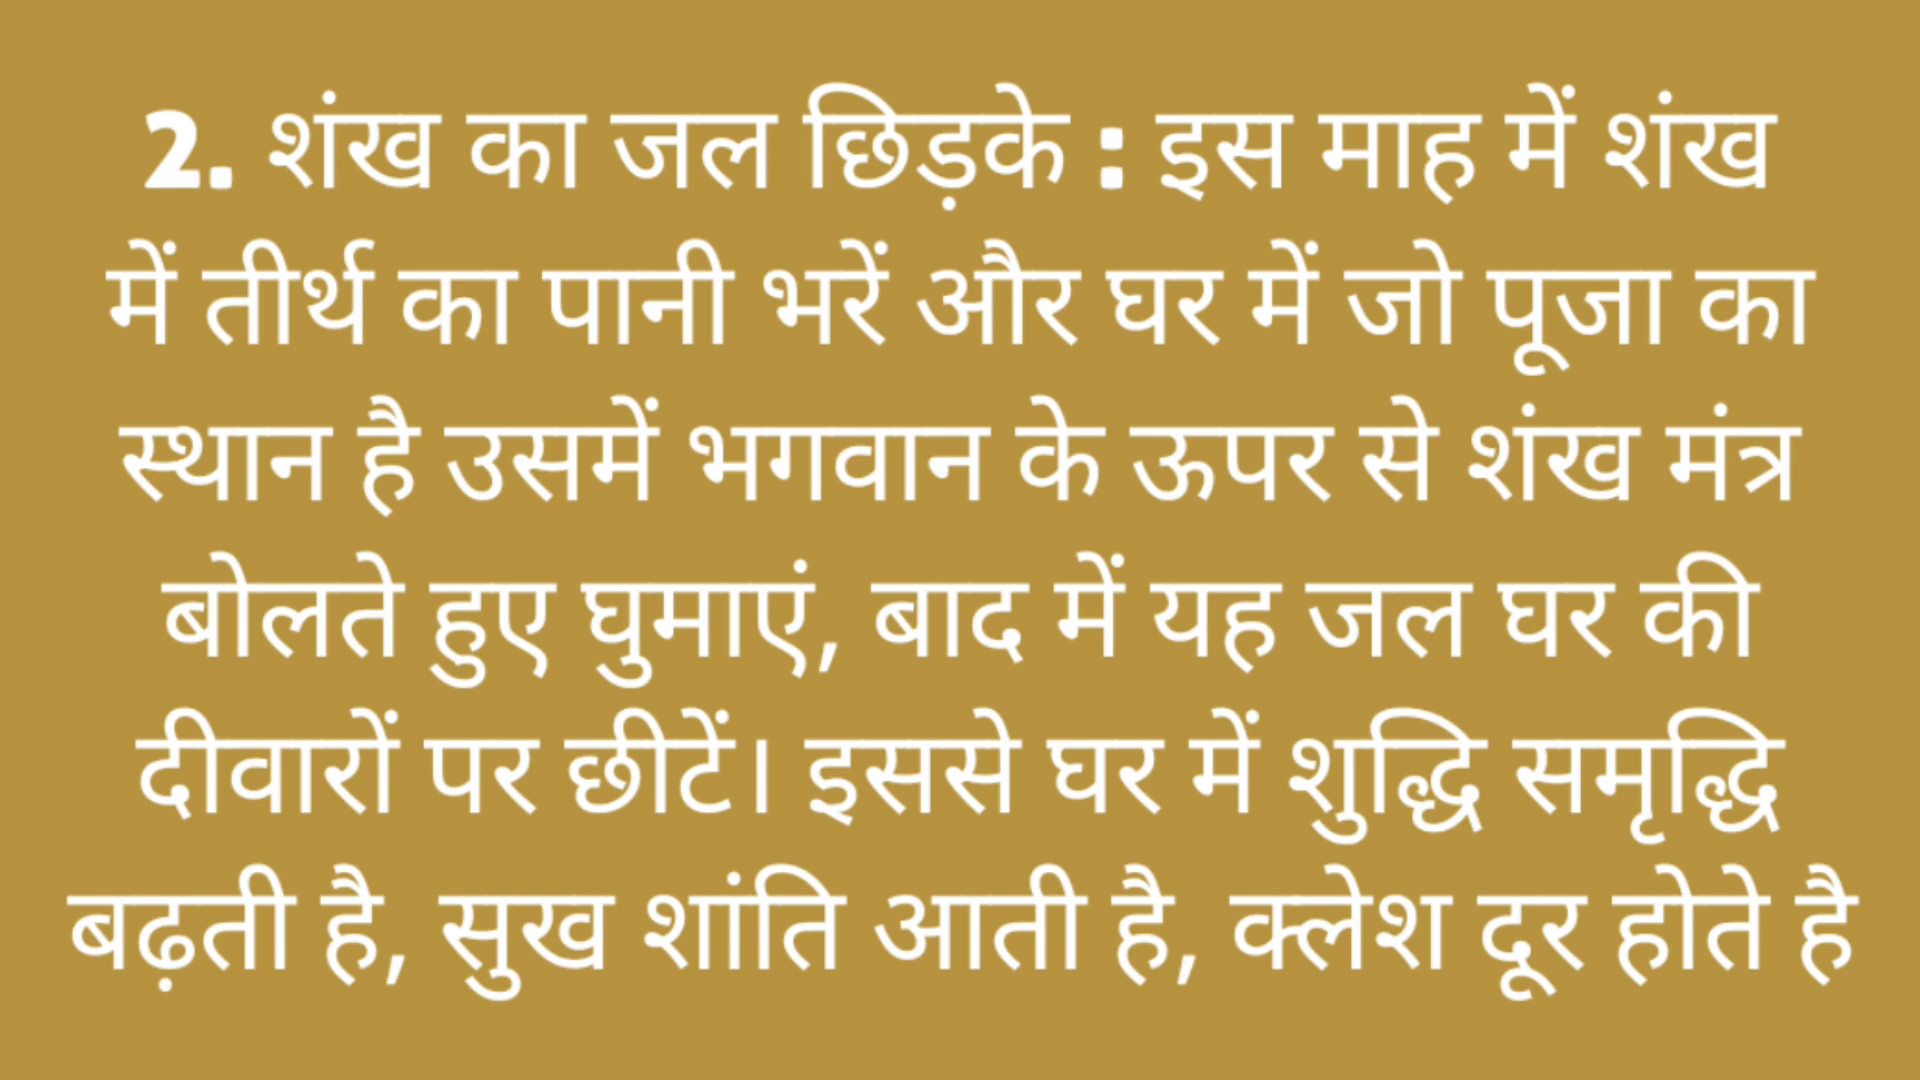 2. शंख का जल छिड़के : इस माह में शंख
में तीर्थ का पानी भरें और घर में जो पूजा का
स्थान है उसमें भगवान के ऊपर से शंख मंत्र
बोलते हुए घुमाएं, बाद में यह जल घर की
दीवारों पर छीटें। इससे घर में शुद्धि समृद्धि
बढ़ती है, सुख शांति आती है, क्लेश दूर होते है